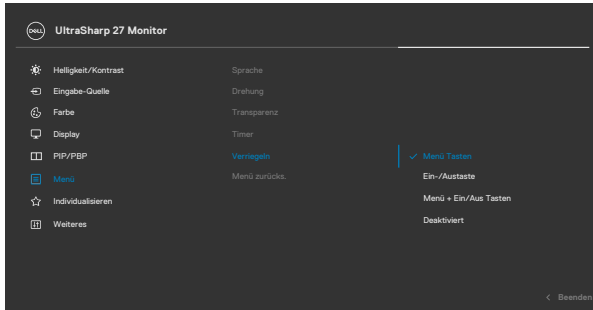 DELL
UltraSharp 27 Monitor
Helligkeit/Kontrast
Sprache
Eingabe-Quelle
Drehung
Farbe
Transparenz
Display
Timer
PIP/PBP
Verriegeln
Menü Tasten
Menü
Menü zurücks.
Ein-/Austaste
Individualisieren
Menü + Ein/Aus Tasten
Weiteres
Deaktiviert
< Beenden